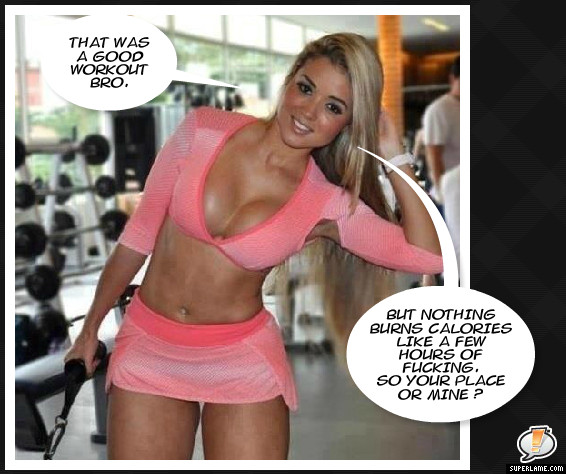 THAT WAS
A GOOD
WORKOUT
BRO.
BUT NOTHING
BURNS CALORIES
LIKE A FEW
HOURS OF
FUCKING.
SO YOUR PLACE
OR MINE ?
SUPERLAME.COM